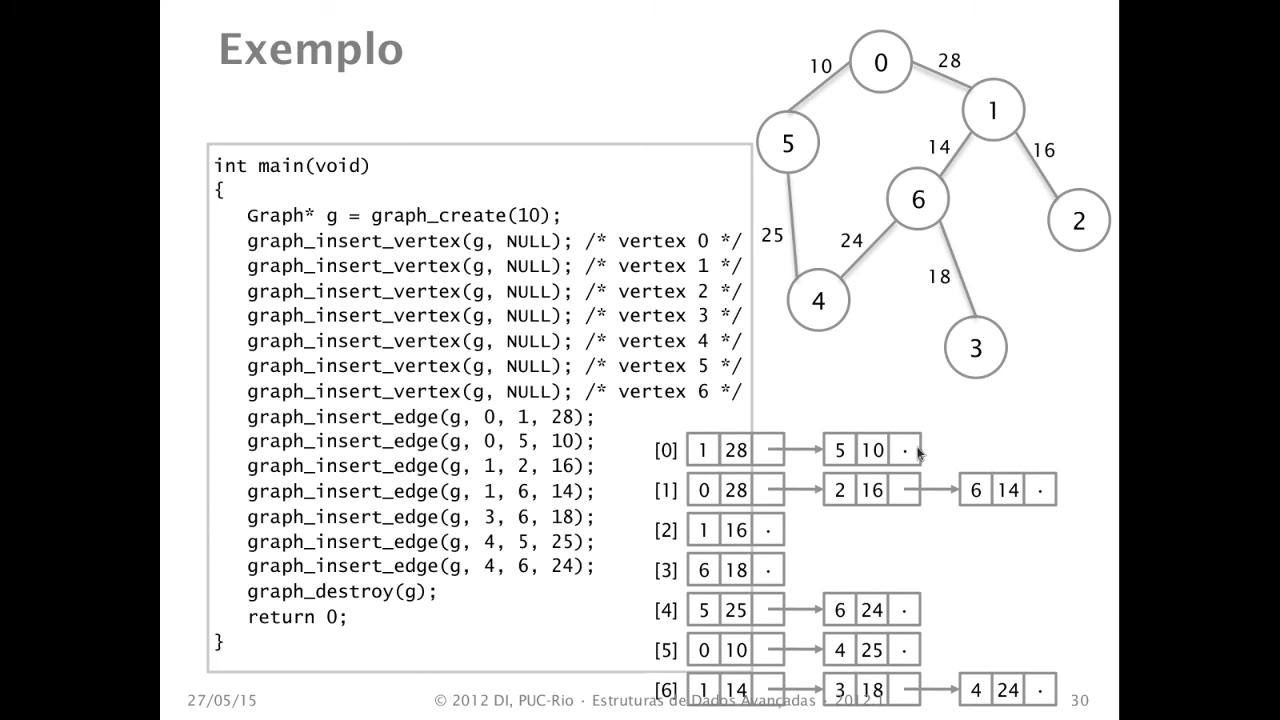 Exemplo
int main(void)
{
Graph* g = graph_create(10);
graph_insert_vertex(g, NULL); /* vertex 0 */
graph_insert_vertex(g, NULL); /* vertex 1 */
graph_insert_vertex(g, NULL); /* vertex 2 */
graph_insert_vertex(g, NULL); /* vertex 3 */
graph_insert_vertex(g, NULL); /* vertex 4 */
graph_insert_vertex(g, NULL); /* vertex 5 */
graph_insert_vertex(g, NULL); /* vertex 6 */
graph_insert_edge(g, 0, 1, 28);
graph_insert_edge(g, 0, 5, 10);
graph_insert_edge(g, 1, 2, 16);
graph_insert_edge(g, 1, 6, 14);
graph_insert_edge(g, 3, 6, 18);
graph_insert_edge(g, 4, 5, 25);
graph_insert_edge(g, 4, 6, 24);
graph_destroy(g);
return 0;
}
0
10
28
1
5
14
16
6
2
25
24
18
4
3
[0] 1 28 5 10 ·
[1] 0 28 2 16 6 14 ·
[2] 1 16 ·
[3] 6 18 ·
[4] 5 25 6 24 ·
[5] 0 10 4 25 ·
[6] 1 14 3 18 4 24 ·
27/05/15
© 2012 DI, PUC-Rio · Estruturas de Dados Avançadas · 2012.1
30